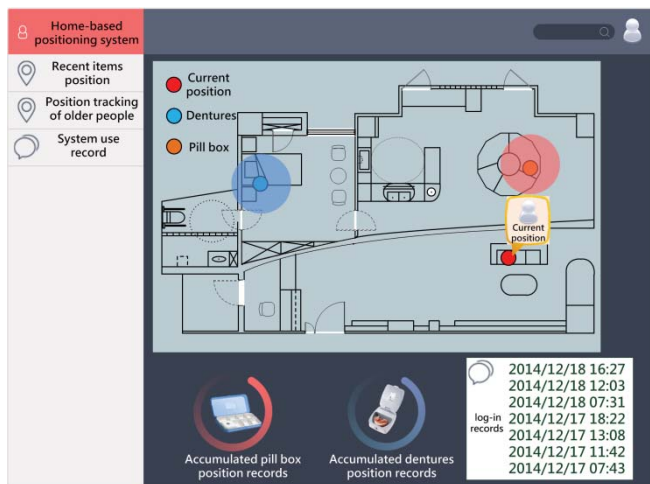 Home-based
positioning system
Recent items
position
Position tracking
of older people
System use
record
Current
position
Dentures
Pill box
Current
position
Accumulated pill box
position records
Accumulated dentures
position records
log-in
records
2014/12/18 16:27
2014/12/18 12:03
2014/12/18 07:31
2014/12/17 18:22
2014/12/17 13:08
2014/12/17 11:42
2014/12/17 07:43